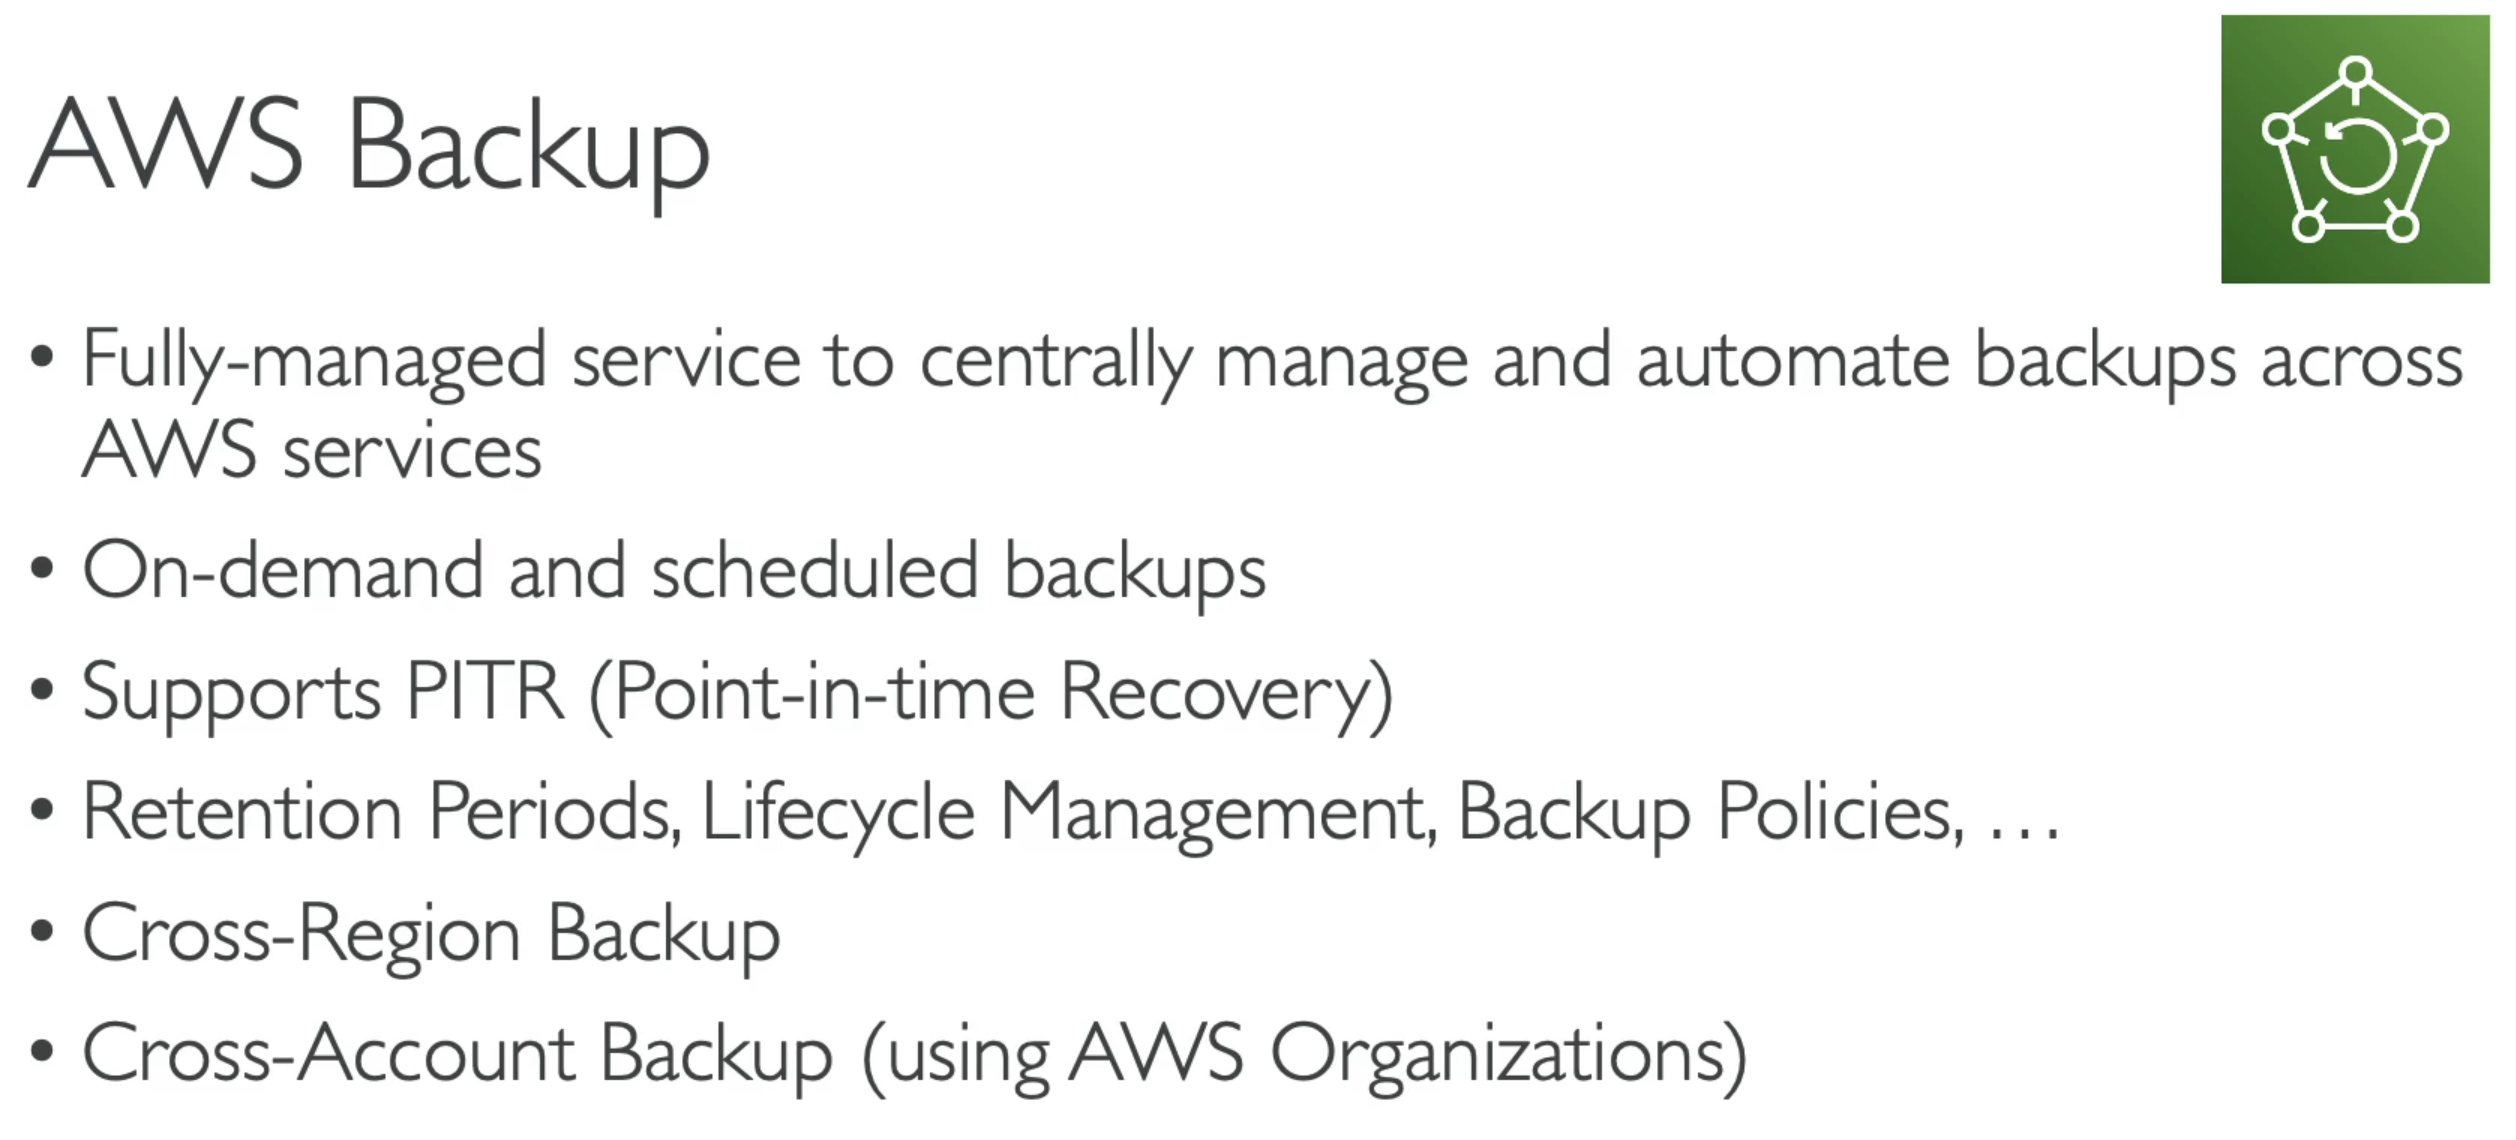 AWS Backup
• Fully-managed service to centrally manage and automate backups across
AWS services
• On-demand and scheduled backups
• Supports PITR (Point-in-time Recovery)
• Retention Periods, Lifecycle Management, Backup Policies, …
• Cross-Region Backup
• Cross-Account Backup (using AWS Organizations)